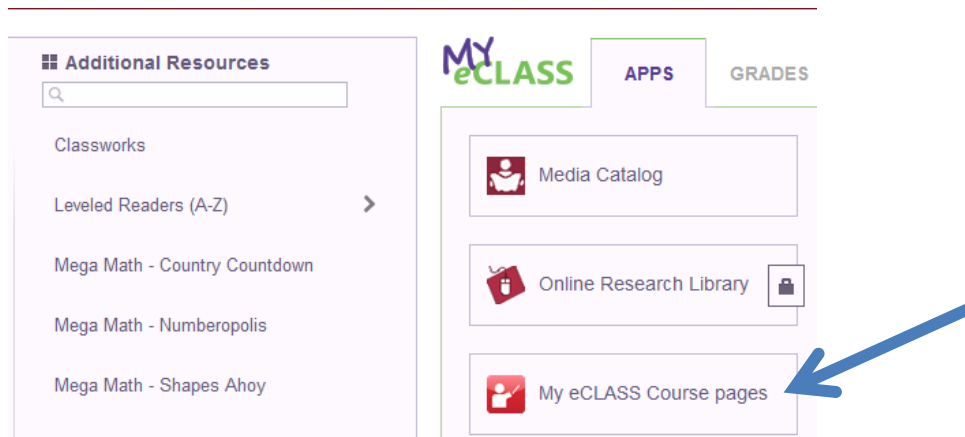 Additional Resources
Classworks
Leveled Readers (A-Z)
Mega Math - Country Countdown
Mega Math - Numberopolis
Mega Math - Shapes Ahoy
MY eCLASS
APPS
GRADES
Media Catalog
Online Research Library
My eCLASS Course pages